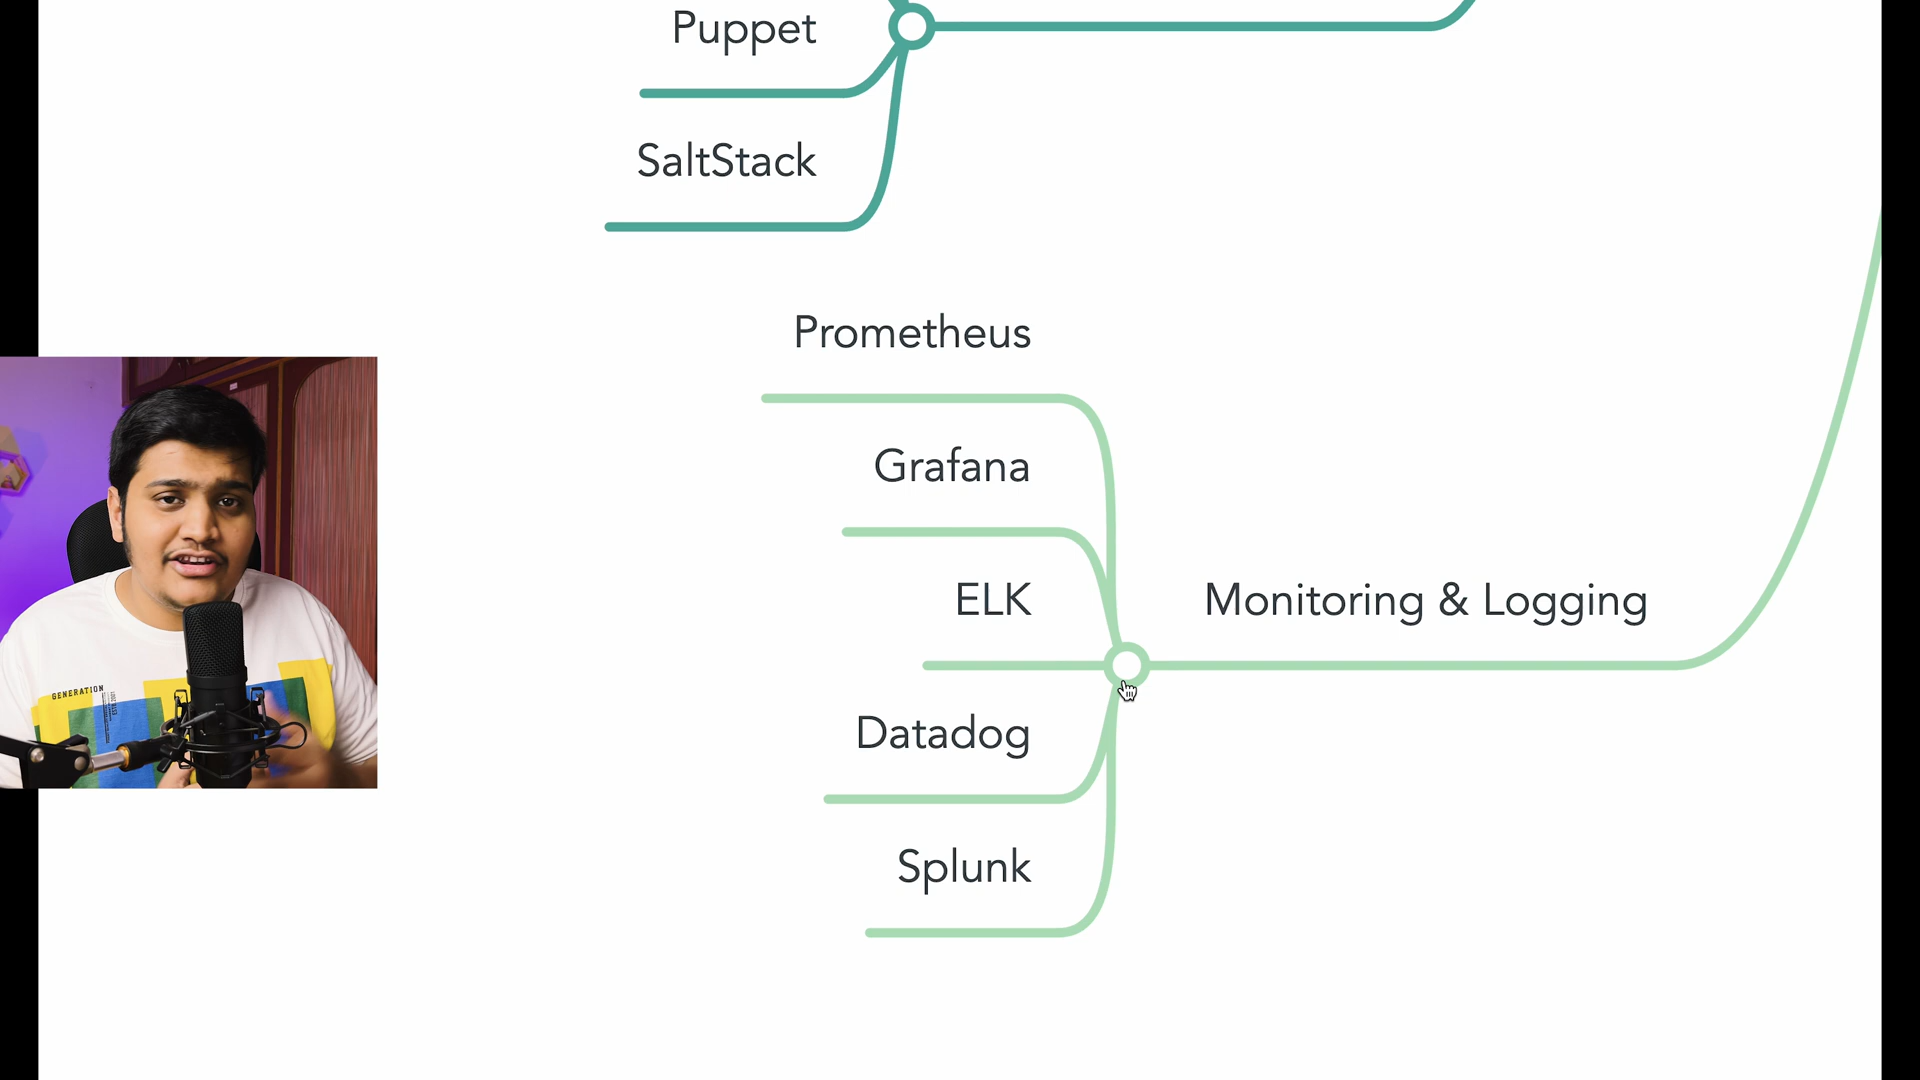 Puppet
SaltStack
Prometheus
Grafana
ELK
Monitoring & Logging
Datadog
Splunk
GENERATION